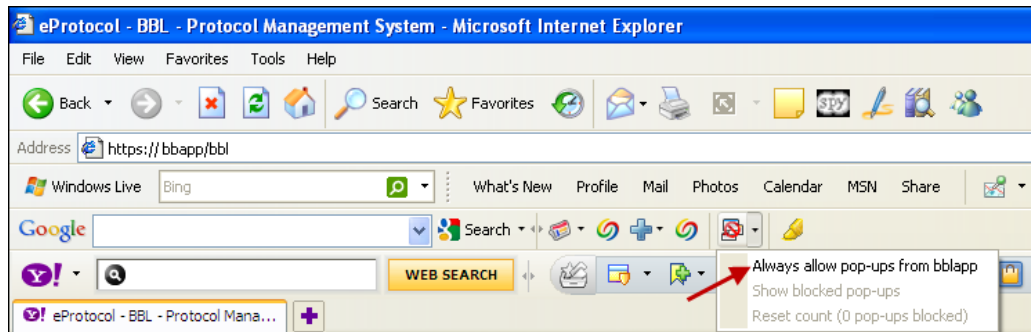 eProtocol - BBL - Protocol Management System - Microsoft Internet Explorer
File Edit View Favorites Tools Help
Back Search Favorites SPY
Address https://bbapp/bbl
Windows Live Bing What's New Profile Mail Photos Calendar MSN Share
Google Search
Y! WEB SEARCH
Always allow pop-ups from bblapp
Show blocked pop-ups
Reset count (0 pop-ups blocked)
Y! eProtocol - BBL - Protocol Mana...